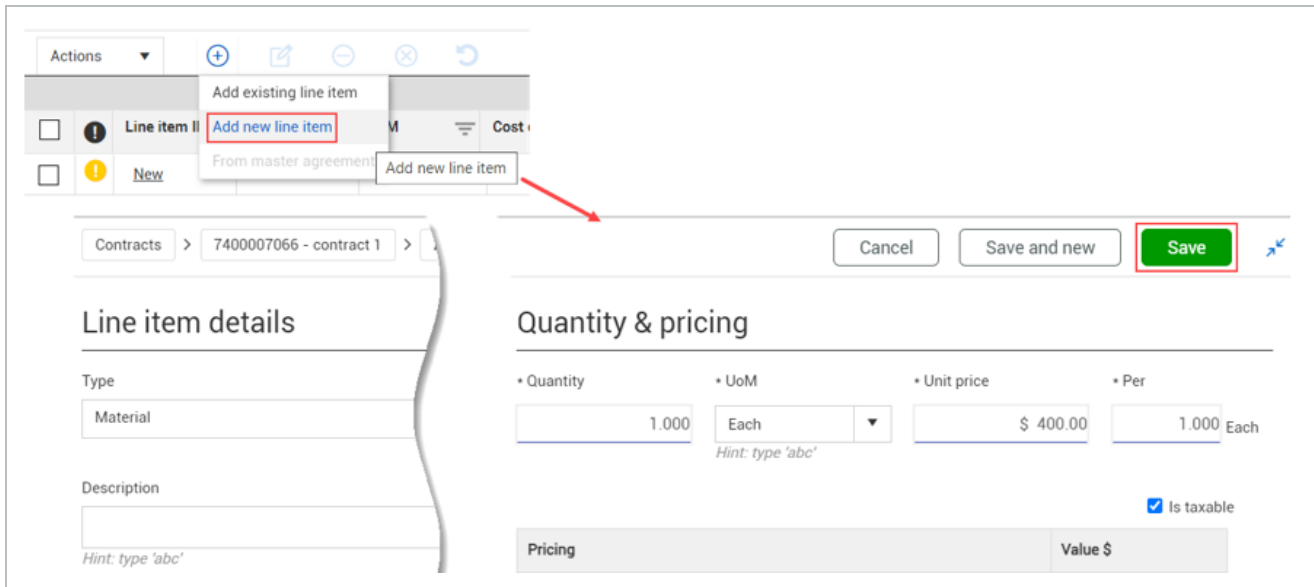 Actions
Add existing line item
Line item
Add new line item
Cost
New
From master agreement
Add new line item
Contracts > 7400007066 - contract 1 >
Cancel
Save and new
Save
Line item details
Quantity & pricing
Type
* Quantity
* UoM
* Unit price
* Per
Material
1.000
Each
$ 400.00
1.000 Each
Hint: type 'abc'
Description
Is taxable
Hint: type 'abc'
Pricing
Value $